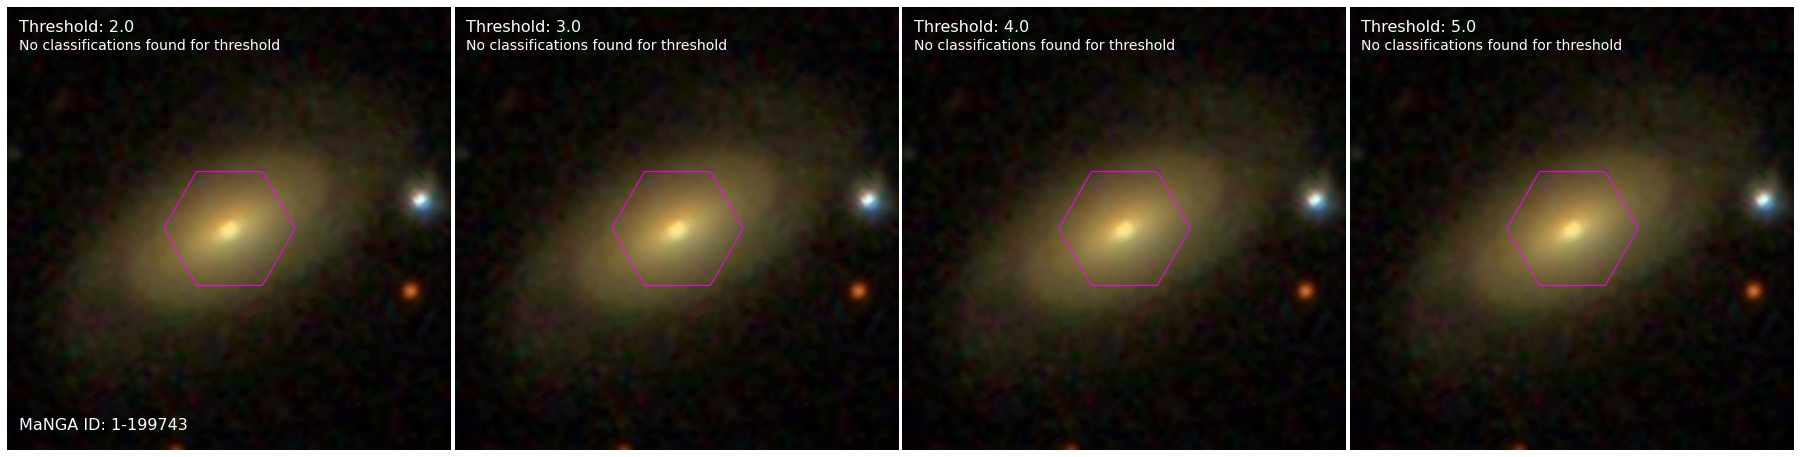 Threshold: 2.0
No classifications found for threshold
MaNGA ID: 1-199743
Threshold: 3.0
No classifications found for threshold
Threshold: 4.0
No classifications found for threshold
Threshold: 5.0
No classifications found for threshold